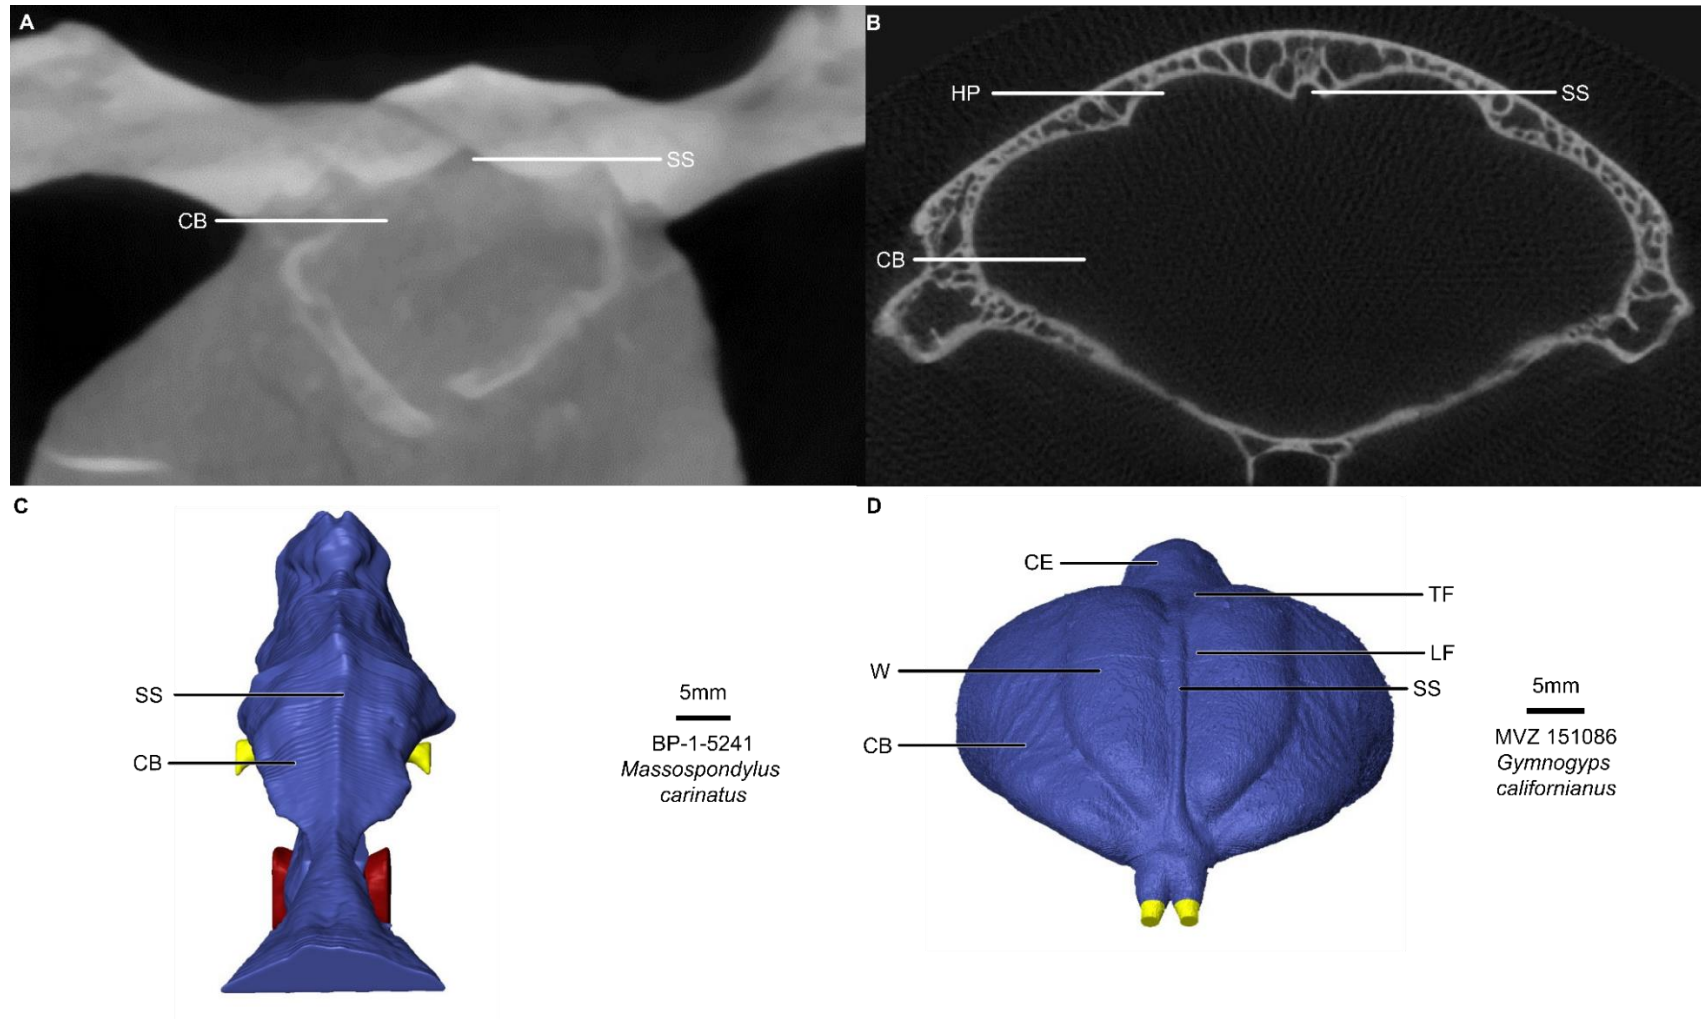 A
SS
CB
B
HP
SS
CB
C
SS
CB
5mm
BP-1-5241
Massospondylus
carinatus
D
CE
TF
LF
W
SS
CB
5mm
MVZ 151086
Gymnogyps
californianus